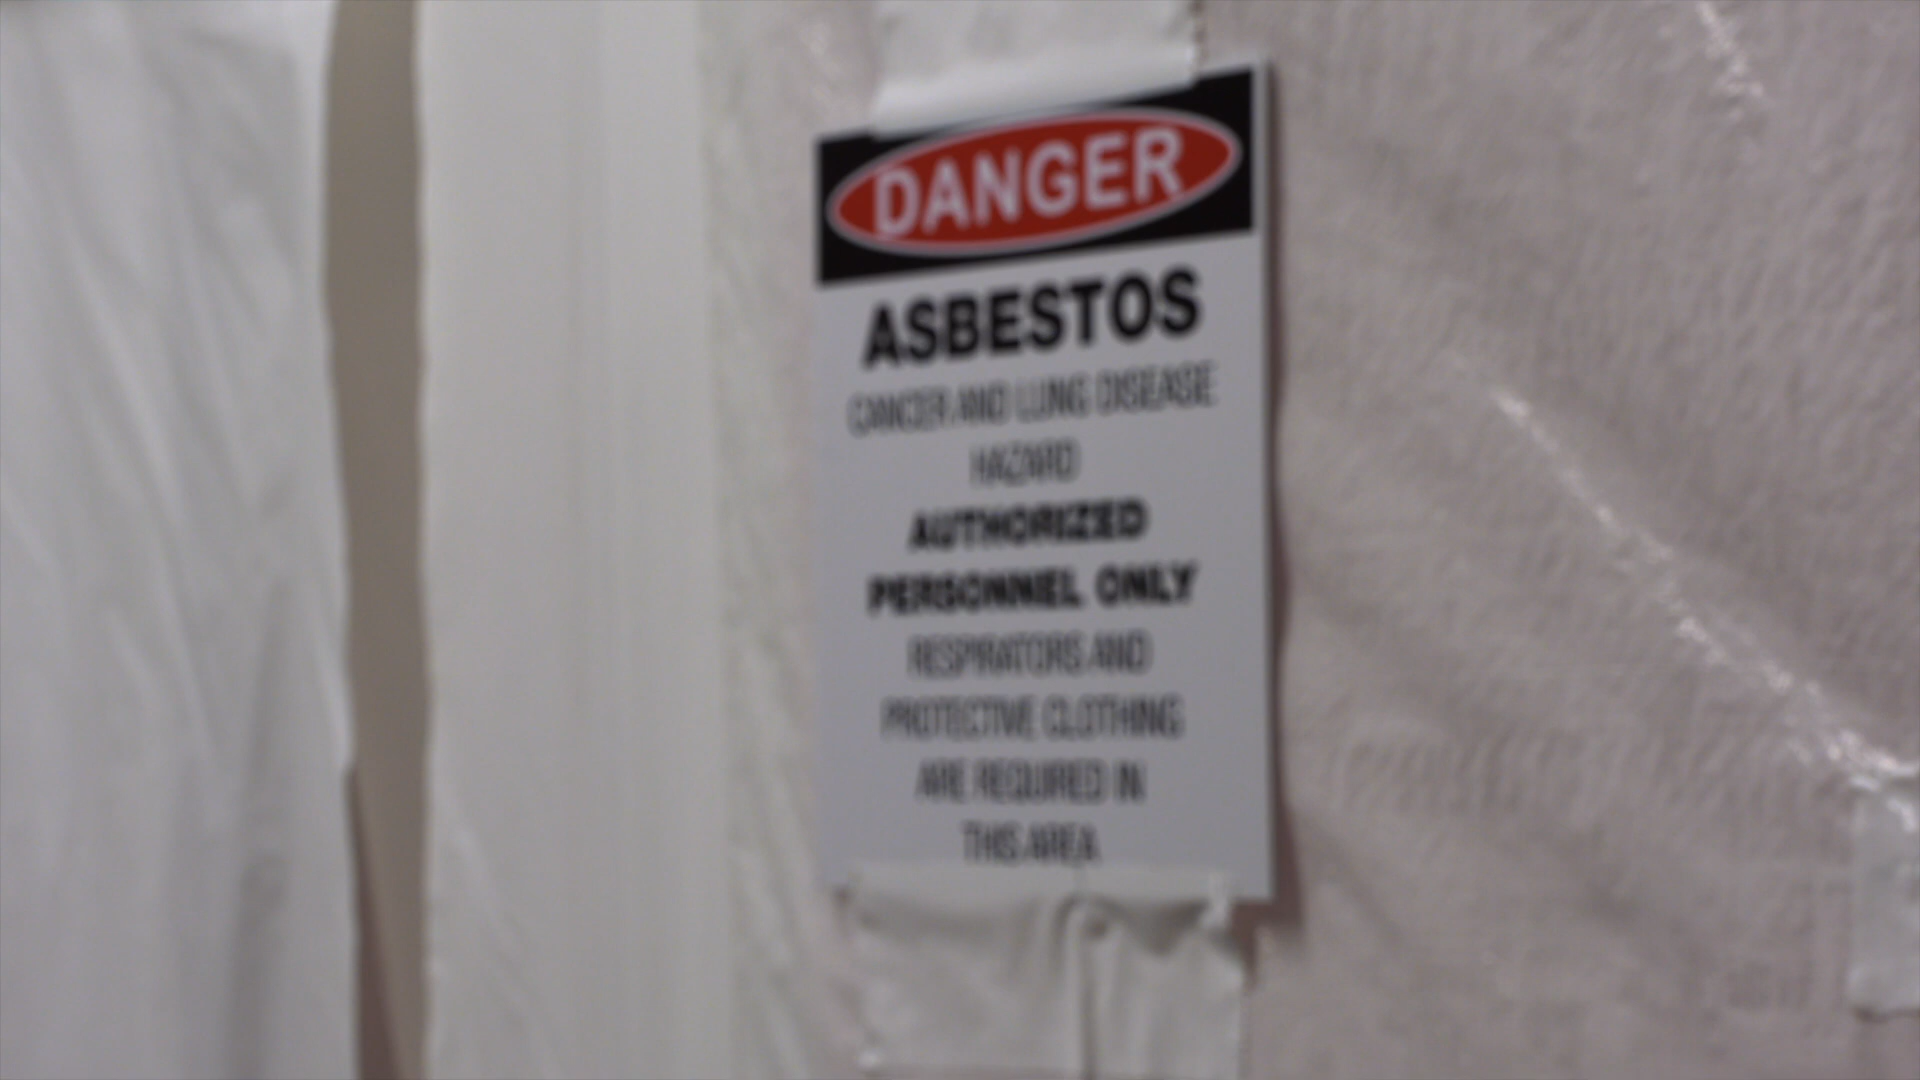 DANGER
ASBESTOS
CANCER AND LUNG DISEASE
HAZARD
AUTHORIZED
PERSONNEL ONLY
RESPIRATORS AND
PROTECTIVE CLOTHING
ARE REQUIRED IN
THIS AREA